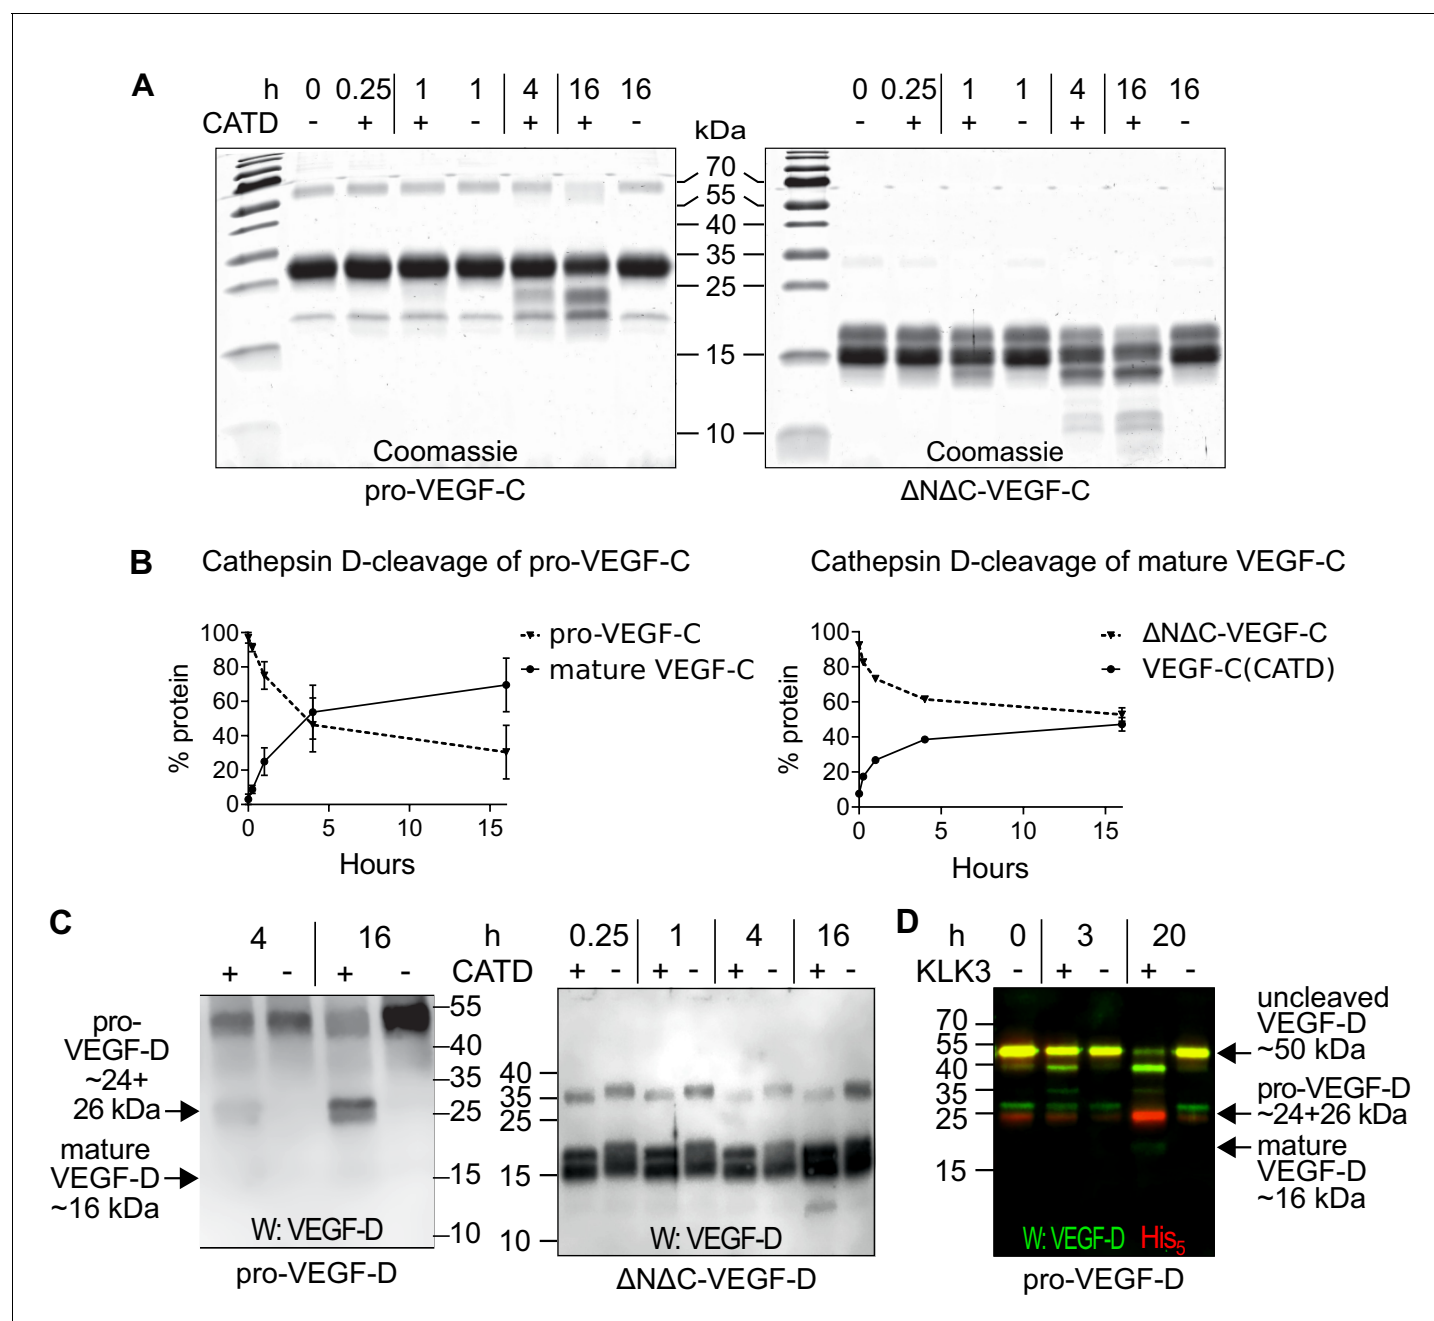 A
h 0 0.25 1 1 4 16 16
CATD - + + - + + -
0 0.25 1 1 4 16 16
- + + - + + -
kDa
70
55
40
35
25
15
10
Coomassie
pro-VEGF-C
Coomassie
ΔNΔC-VEGF-C
B
Cathepsin D-cleavage of pro-VEGF-C
% protein
100
80
60
40
20
0
0 5 10 15
Hours
pro-VEGF-C
mature VEGF-C
Cathepsin D-cleavage of mature VEGF-C
% protein
100
80
60
40
20
0
0 5 10 15
Hours
ΔNΔC-VEGF-C
VEGF-C(CATD)
C
4 16 h 0.25 1 4 16
+ - + - CATD + - + - + - + -
pro-
VEGF-D
~24+
26 kDa
mature
VEGF-D
~16 kDa
55
40
35
25
15
10
W: VEGF-D
pro-VEGF-D
40
35
25
15
10
W: VEGF-D
ΔNΔC-VEGF-D
D
h 0 3 20
KLK3 - + - + -
70
55
40
35
25
15
W: VEGF-D His5
pro-VEGF-D
uncleaved
VEGF-D
~50 kDa
pro-VEGF-D
~24+26 kDa
mature
VEGF-D
~16 kDa